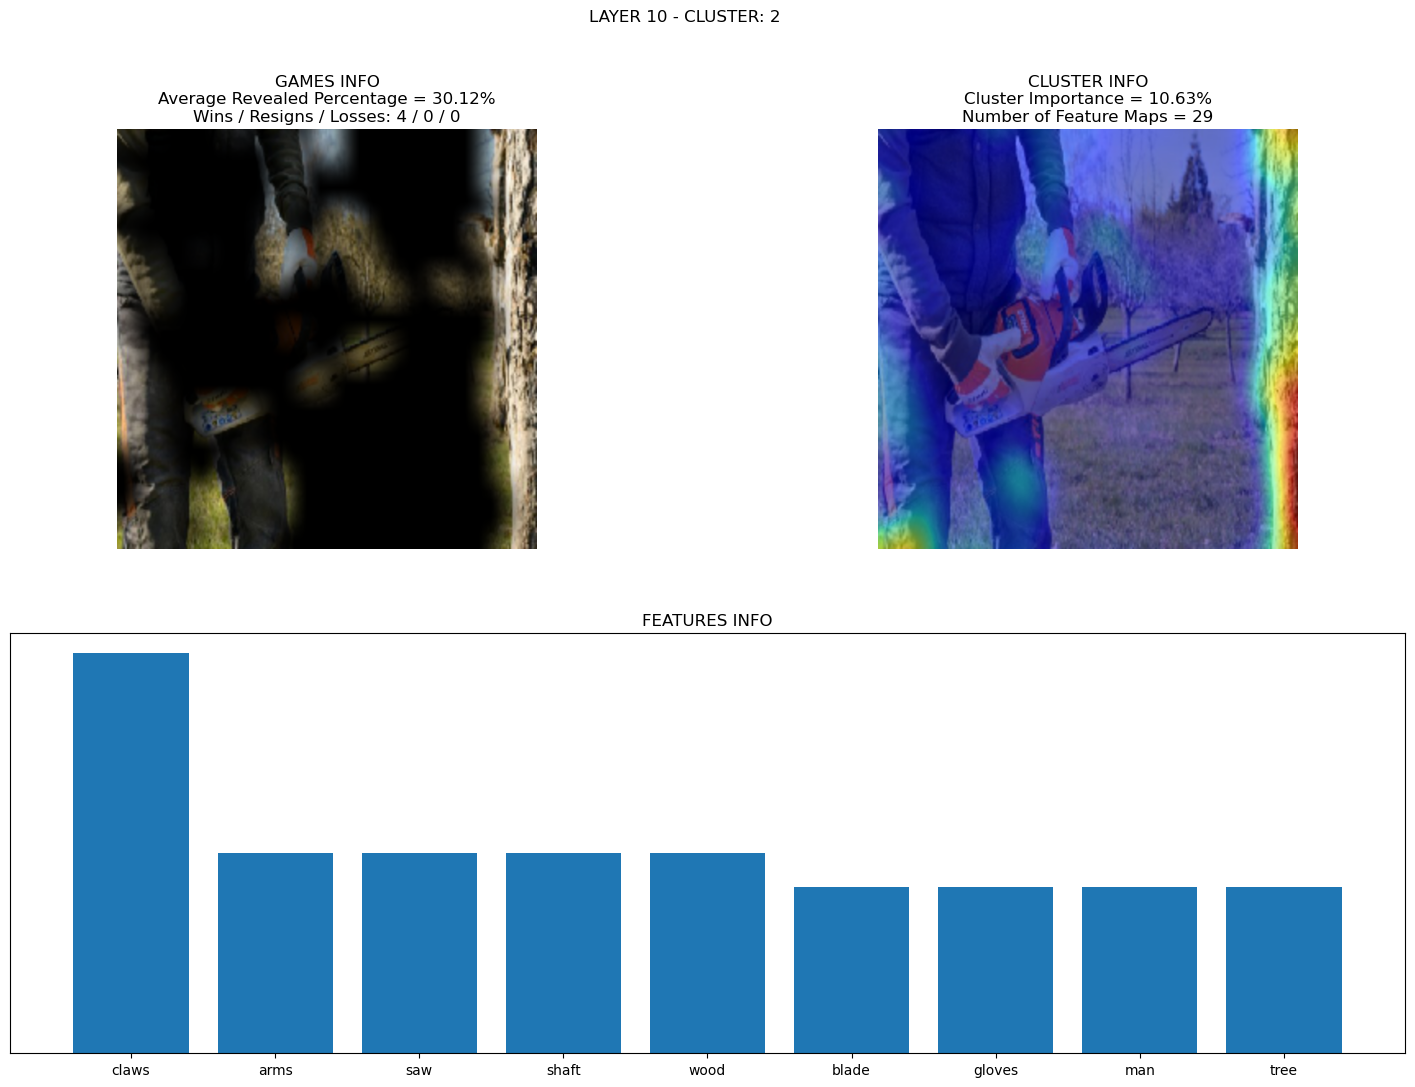 LAYER 10 - CLUSTER: 2
GAMES INFO
Average Revealed Percentage = 30.12%
Wins / Resigns / Losses: 4 / 0 / 0
CLUSTER INFO
Cluster Importance = 10.63%
Number of Feature Maps = 29
FEATURES INFO
claws arms saw shaft wood blade gloves man tree